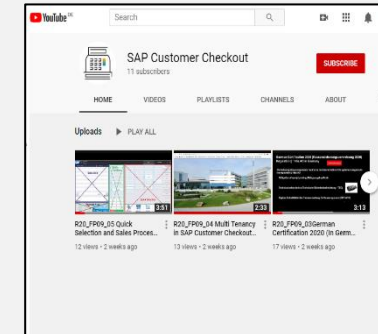 YouTube
Search
SAP Customer Checkout
11 subscribers
SUBSCRIBE
HOME VIDEOS PLAYLISTS CHANNELS ABOUT
Uploads PLAY ALL
3:51 2:33 3:13
R20_FP09_05 Quick R20_FP09_04 Multi Tenancy R20_FP09_03German
Selection and Sales Proces... in SAP Customer Checkout... Certification 2020 (in Germ...
12 views • 2 weeks ago 13 views • 2 weeks ago 17 views • 2 weeks ago